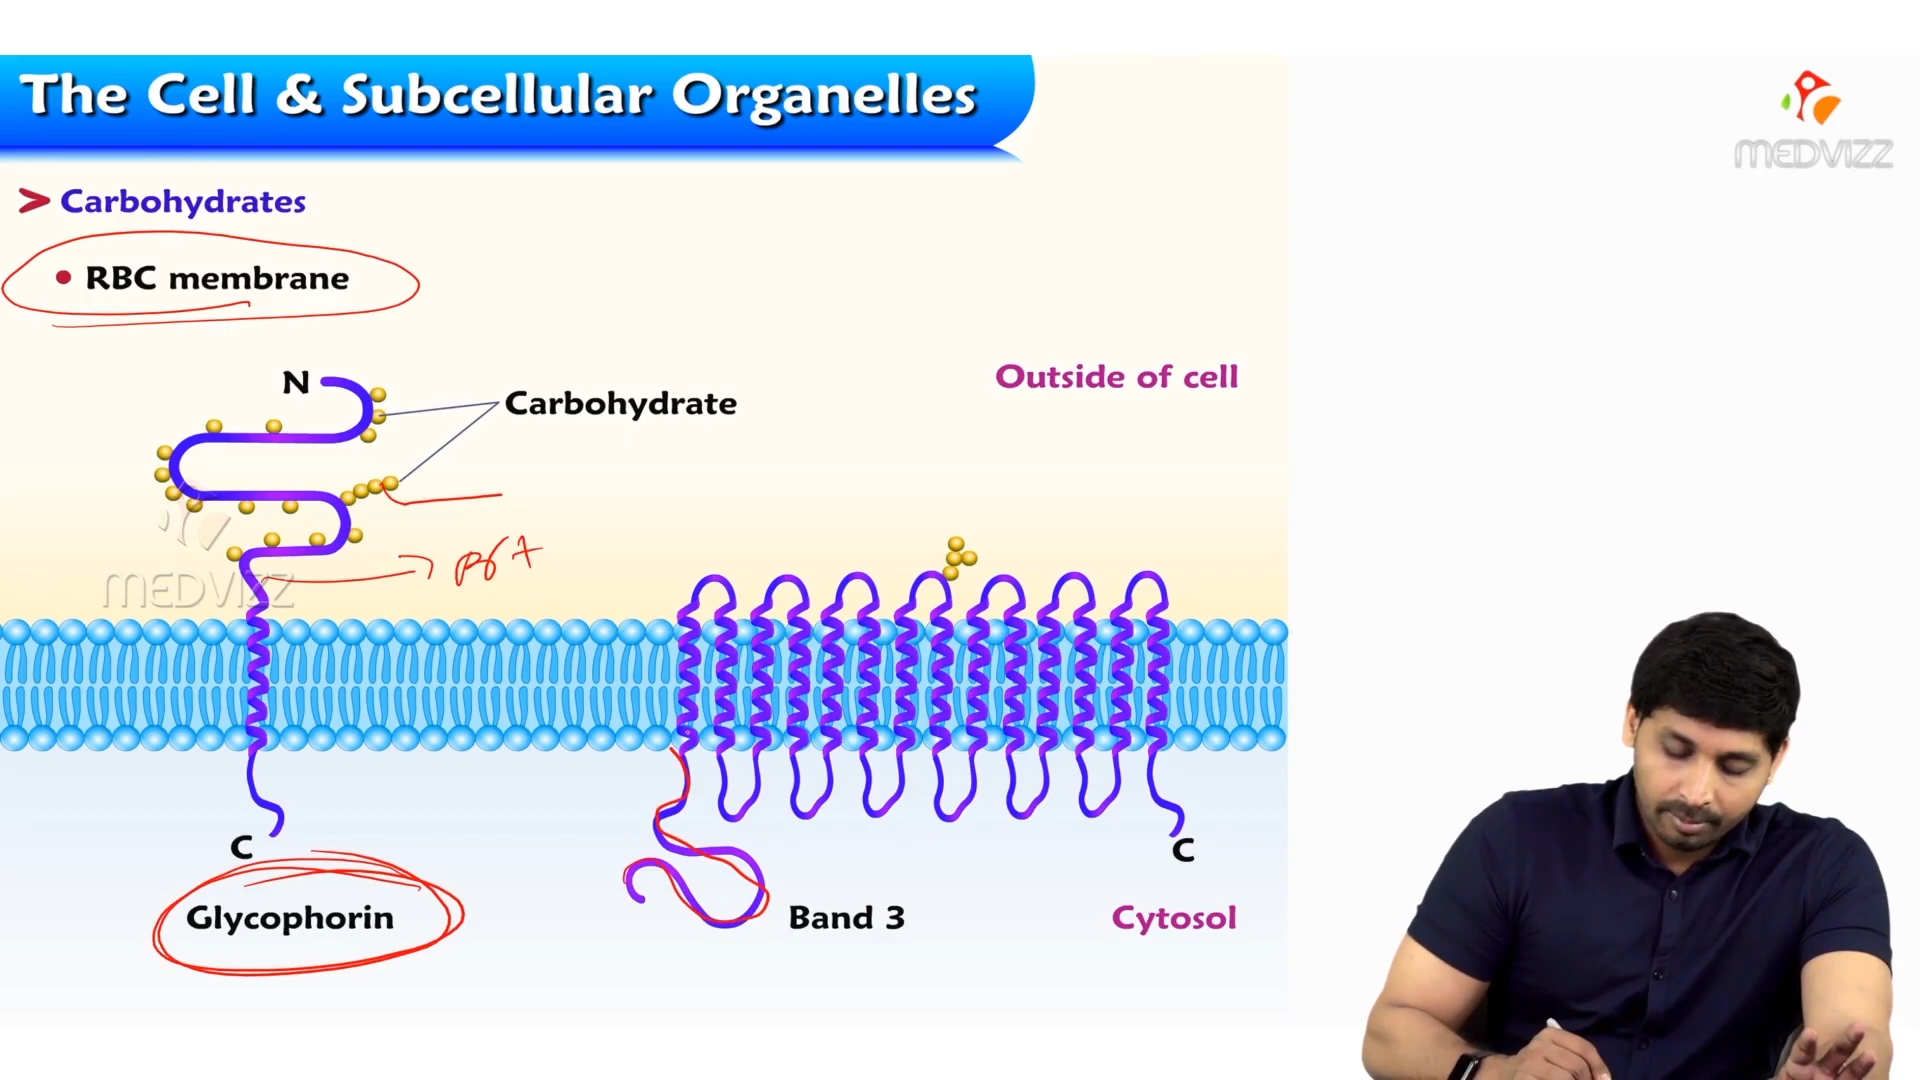 The Cell & Subcellular Organelles
MEDVIZZ
> Carbohydrates
• RBC membrane
N
Carbohydrate
Outside of cell
MEDVIZZ
C
C
Glycophorin
Band 3
Cytosol